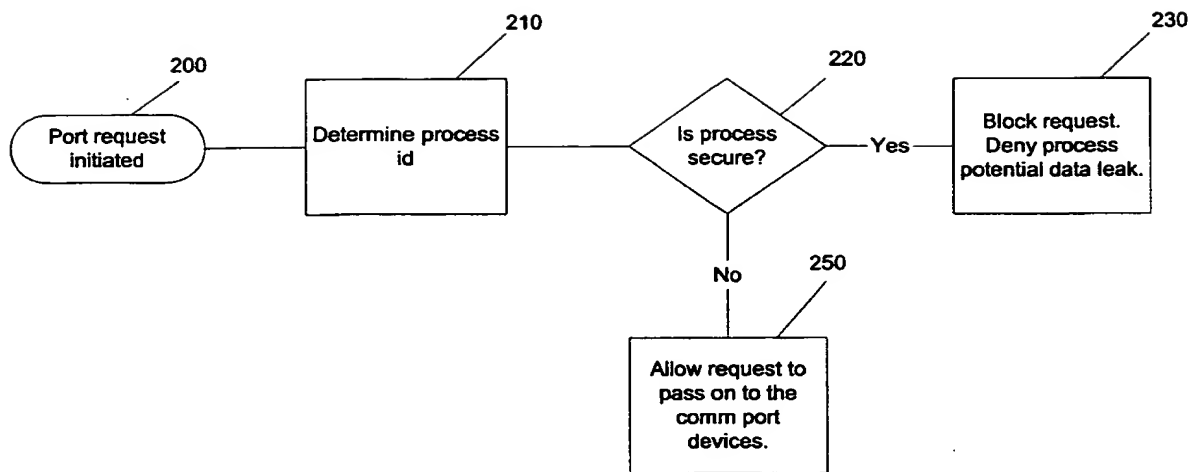 200
Port request
initiated
210
Determine process
id
220
Is process
secure?
Yes
230
Block request.
Deny process
potential data leak.
No
250
Allow request to
pass on to the
comm port
devices.